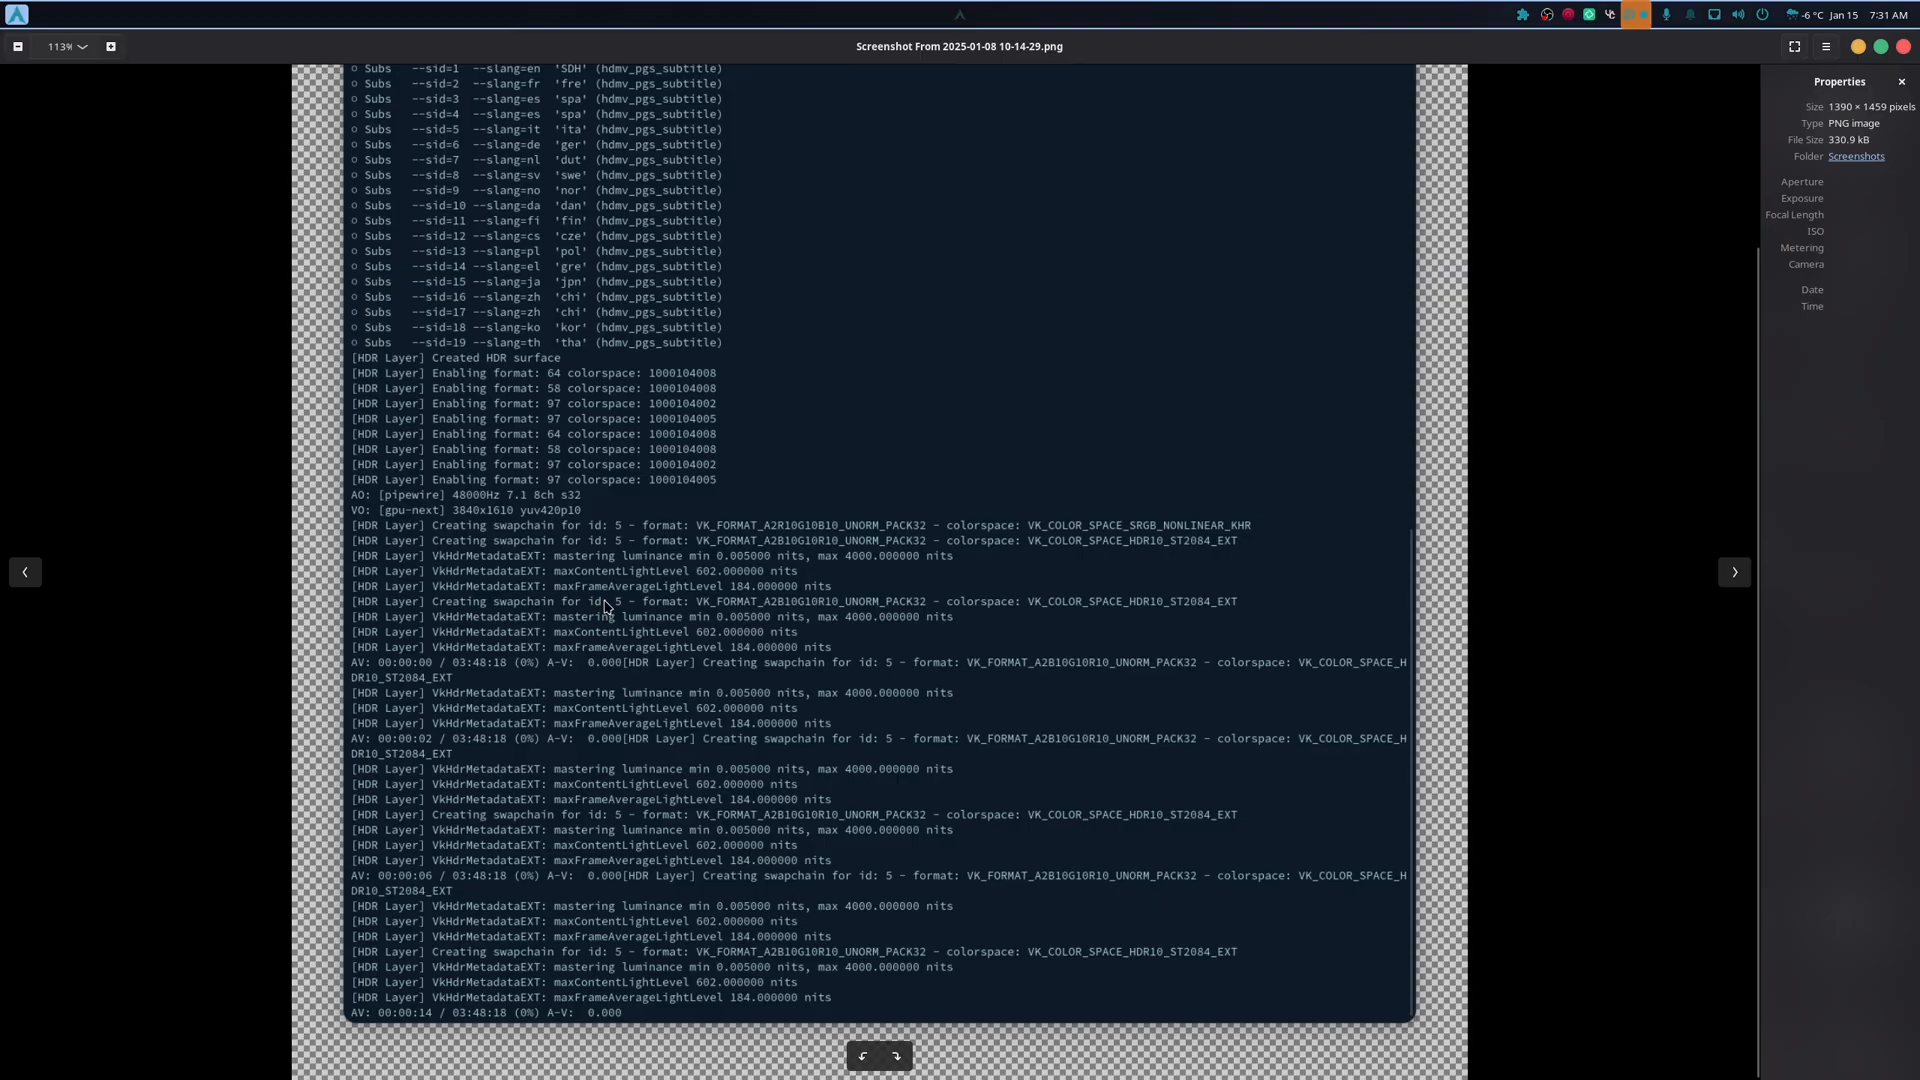 -6 °C Jan 15 7:31 AM
113%
Screenshot From 2025-01-08 10-14-29.png
o Subs --sid=1 --slang=en 'SDH' (hdmv_pgs_subtitle)
o Subs --sid=2 --slang=fr 'fre' (hdmv_pgs_subtitle)
o Subs --sid=3 --slang=es 'spa' (hdmv_pgs_subtitle)
o Subs --sid=4 --slang=es 'spa' (hdmv_pgs_subtitle)
o Subs --sid=5 --slang=it 'ita' (hdmv_pgs_subtitle)
o Subs --sid=6 --slang=de 'ger' (hdmv_pgs_subtitle)
o Subs --sid=7 --slang=nl 'dut' (hdmv_pgs_subtitle)
o Subs --sid=8 --slang=sv 'swe' (hdmv_pgs_subtitle)
o Subs --sid=9 --slang=no 'nor' (hdmv_pgs_subtitle)
o Subs --sid=10 --slang=da 'dan' (hdmv_pgs_subtitle)
o Subs --sid=11 --slang=fi 'fin' (hdmv_pgs_subtitle)
o Subs --sid=12 --slang=cs 'cze' (hdmv_pgs_subtitle)
o Subs --sid=13 --slang=pl 'pol' (hdmv_pgs_subtitle)
o Subs --sid=14 --slang=el 'gre' (hdmv_pgs_subtitle)
o Subs --sid=15 --slang=ja 'jpn' (hdmv_pgs_subtitle)
o Subs --sid=16 --slang=zh 'chi' (hdmv_pgs_subtitle)
o Subs --sid=17 --slang=zh 'chi' (hdmv_pgs_subtitle)
o Subs --sid=18 --slang=ko 'kor' (hdmv_pgs_subtitle)
o Subs --sid=19 --slang=th 'tha' (hdmv_pgs_subtitle)
[HDR Layer] Created HDR surface
[HDR Layer] Enabling format: 64 colorspace: 1000104008
[HDR Layer] Enabling format: 58 colorspace: 1000104008
[HDR Layer] Enabling format: 97 colorspace: 1000104002
[HDR Layer] Enabling format: 97 colorspace: 1000104005
[HDR Layer] Enabling format: 64 colorspace: 1000104008
[HDR Layer] Enabling format: 58 colorspace: 1000104008
[HDR Layer] Enabling format: 97 colorspace: 1000104002
[HDR Layer] Enabling format: 97 colorspace: 1000104005
AO: [pipewire] 48000Hz 7.1 8ch s32
VO: [gpu-next] 3840x1610 yuv420p10
[HDR Layer] Creating swapchain for id: 5 - format: VK_FORMAT_A2R10G10B10_UNORM_PACK32 - colorspace: VK_COLOR_SPACE_SRGB_NONLINEAR_KHR
[HDR Layer] Creating swapchain for id: 5 - format: VK_FORMAT_A2B10G10R10_UNORM_PACK32 - colorspace: VK_COLOR_SPACE_HDR10_ST2084_EXT
[HDR Layer] VkHdrMetadataEXT: mastering luminance min 0.005000 nits, max 4000.000000 nits
[HDR Layer] VkHdrMetadataEXT: maxContentLightLevel 602.000000 nits
[HDR Layer] VkHdrMetadataEXT: maxFrameAverageLightLevel 184.000000 nits
[HDR Layer] Creating swapchain for id: 5 - format: VK_FORMAT_A2B10G10R10_UNORM_PACK32 - colorspace: VK_COLOR_SPACE_HDR10_ST2084_EXT
[HDR Layer] VkHdrMetadataEXT: mastering luminance min 0.005000 nits, max 4000.000000 nits
[HDR Layer] VkHdrMetadataEXT: maxContentLightLevel 602.000000 nits
[HDR Layer] VkHdrMetadataEXT: maxFrameAverageLightLevel 184.000000 nits
AV: 00:00:00 / 03:48:18 (0%) A-V: 0.000[HDR Layer] Creating swapchain for id: 5 - format: VK_FORMAT_A2B10G10R10_UNORM_PACK32 - colorspace: VK_COLOR_SPACE_H
DR10_ST2084_EXT
[HDR Layer] VkHdrMetadataEXT: mastering luminance min 0.005000 nits, max 4000.000000 nits
[HDR Layer] VkHdrMetadataEXT: maxContentLightLevel 602.000000 nits
[HDR Layer] VkHdrMetadataEXT: maxFrameAverageLightLevel 184.000000 nits
AV: 00:00:02 / 03:48:18 (0%) A-V: 0.000[HDR Layer] Creating swapchain for id: 5 - format: VK_FORMAT_A2B10G10R10_UNORM_PACK32 - colorspace: VK_COLOR_SPACE_H
DR10_ST2084_EXT
[HDR Layer] VkHdrMetadataEXT: mastering luminance min 0.005000 nits, max 4000.000000 nits
[HDR Layer] VkHdrMetadataEXT: maxContentLightLevel 602.000000 nits
[HDR Layer] VkHdrMetadataEXT: maxFrameAverageLightLevel 184.000000 nits
[HDR Layer] Creating swapchain for id: 5 - format: VK_FORMAT_A2B10G10R10_UNORM_PACK32 - colorspace: VK_COLOR_SPACE_HDR10_ST2084_EXT
[HDR Layer] VkHdrMetadataEXT: mastering luminance min 0.005000 nits, max 4000.000000 nits
[HDR Layer] VkHdrMetadataEXT: maxContentLightLevel 602.000000 nits
[HDR Layer] VkHdrMetadataEXT: maxFrameAverageLightLevel 184.000000 nits
AV: 00:00:06 / 03:48:18 (0%) A-V: 0.000[HDR Layer] Creating swapchain for id: 5 - format: VK_FORMAT_A2B10G10R10_UNORM_PACK32 - colorspace: VK_COLOR_SPACE_H
DR10_ST2084_EXT
[HDR Layer] VkHdrMetadataEXT: mastering luminance min 0.005000 nits, max 4000.000000 nits
[HDR Layer] VkHdrMetadataEXT: maxContentLightLevel 602.000000 nits
[HDR Layer] VkHdrMetadataEXT: maxFrameAverageLightLevel 184.000000 nits
[HDR Layer] Creating swapchain for id: 5 - format: VK_FORMAT_A2B10G10R10_UNORM_PACK32 - colorspace: VK_COLOR_SPACE_HDR10_ST2084_EXT
[HDR Layer] VkHdrMetadataEXT: mastering luminance min 0.005000 nits, max 4000.000000 nits
[HDR Layer] VkHdrMetadataEXT: maxContentLightLevel 602.000000 nits
[HDR Layer] VkHdrMetadataEXT: maxFrameAverageLightLevel 184.000000 nits
AV: 00:00:14 / 03:48:18 (0%) A-V: 0.000
Properties
Size 1390 × 1459 pixels
Type PNG image
File Size 330.9 kB
Folder Screenshots
Aperture
Exposure
Focal Length
ISO
Metering
Camera
Date
Time